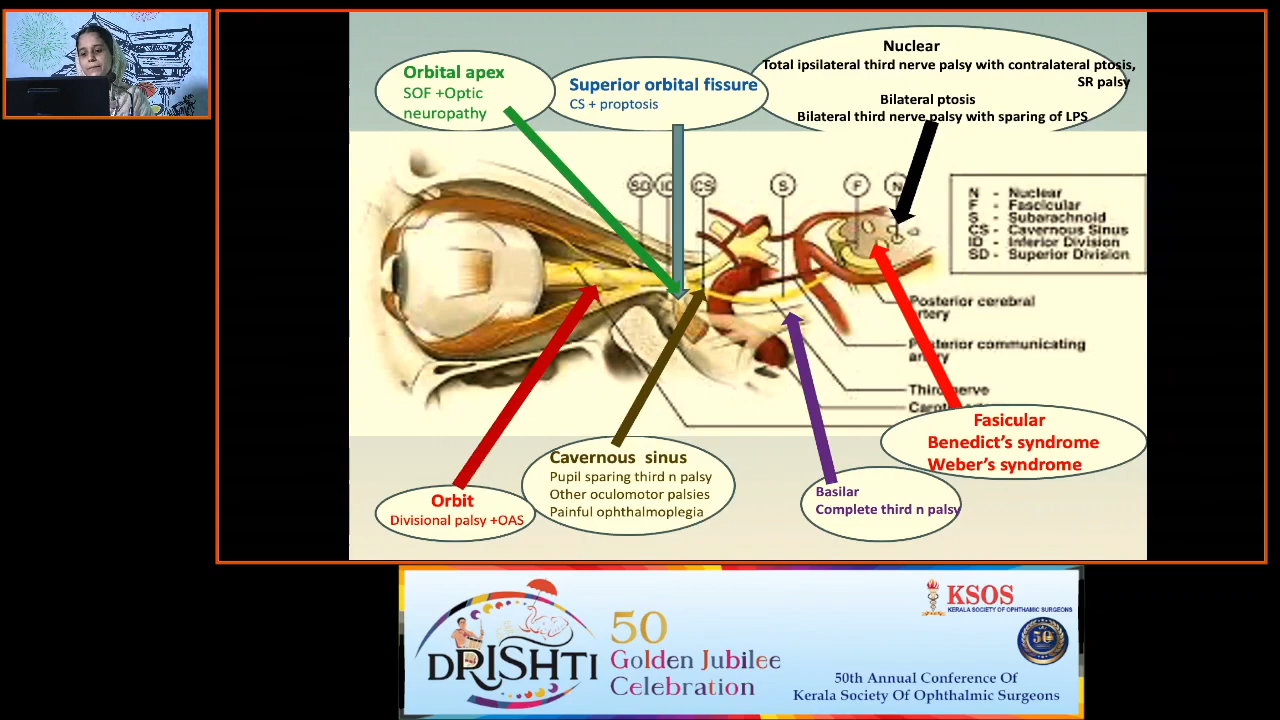 Orbital apex
SOF +Optic
neuropathy
Superior orbital fissure
CS + proptosis
Nuclear
Total ipsilateral third nerve palsy with contralateral ptosis,
SR palsy
Bilateral ptosis
Bilateral third nerve palsy with sparing of LPS
SD
CS
S
F
N
N - Nuclear
F - Fascicular
S - Subarachnoid
CS - Cavernous Sinus
ID - Inferior Division
SD - Superior Division
Posterior cerebral
artery
Posterior communicating
artery
Third nerve
Fasicular
Benedict's syndrome
Weber's syndrome
Cavernous sinus
Pupil sparing third n palsy
Other oculomotor palsies
Painful ophthalmoplegia
Basilar
Complete third n palsy
Orbit
Divisional palsy +OAS
DRISHTI
50
Golden Jubilee
Celebration
KSOS
KERALA SOCIETY OF OPHTHAMIC SURGEONS
50
50th Annual Conference Of
Kerala Society Of Ophthalmic Surgeons